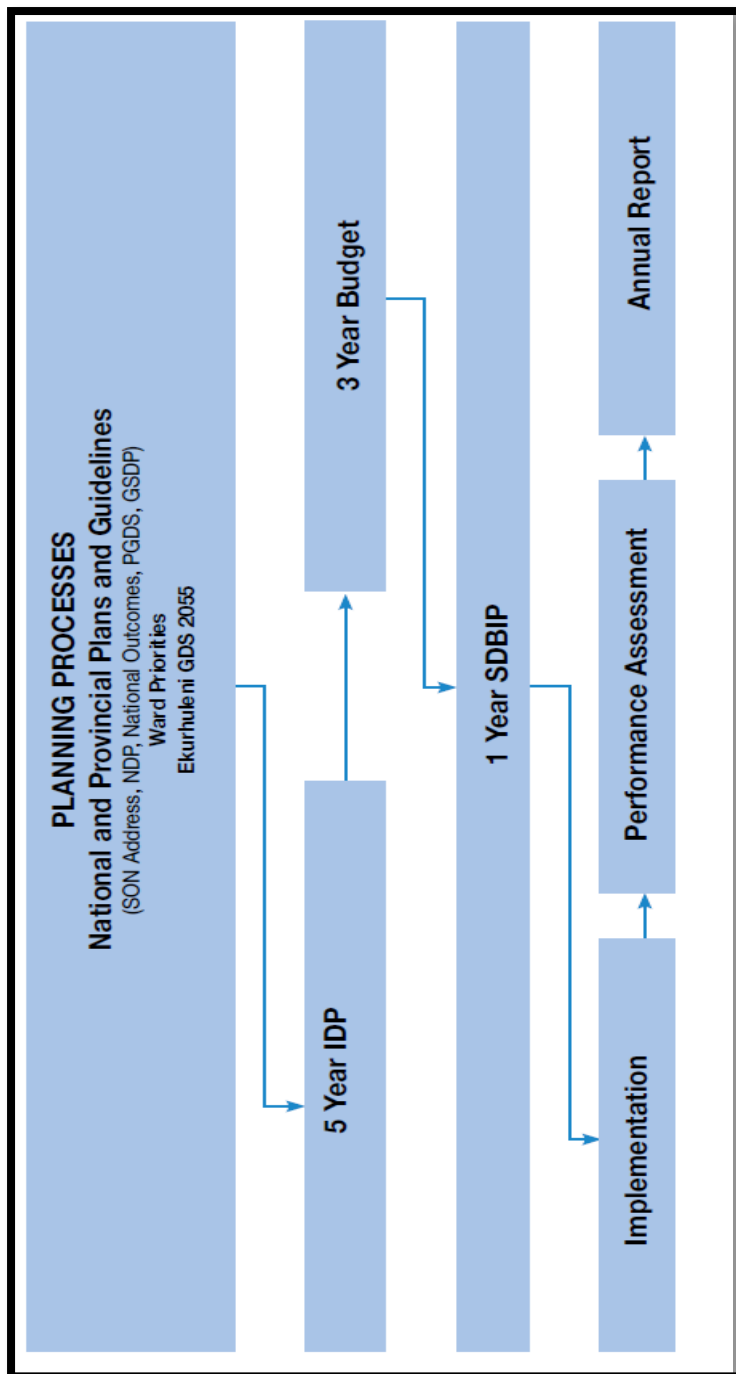 PLANNING PROCESSES
National and Provincial Plans and Guidelines
(SON Address, NDP, National Outcomes, PGDS, GSDP)
Ward Priorities
Ekurhuleni GDS 2055
5 Year IDP
3 Year Budget
1 Year SDBIP
Implementation
Performance Assessment
Annual Report